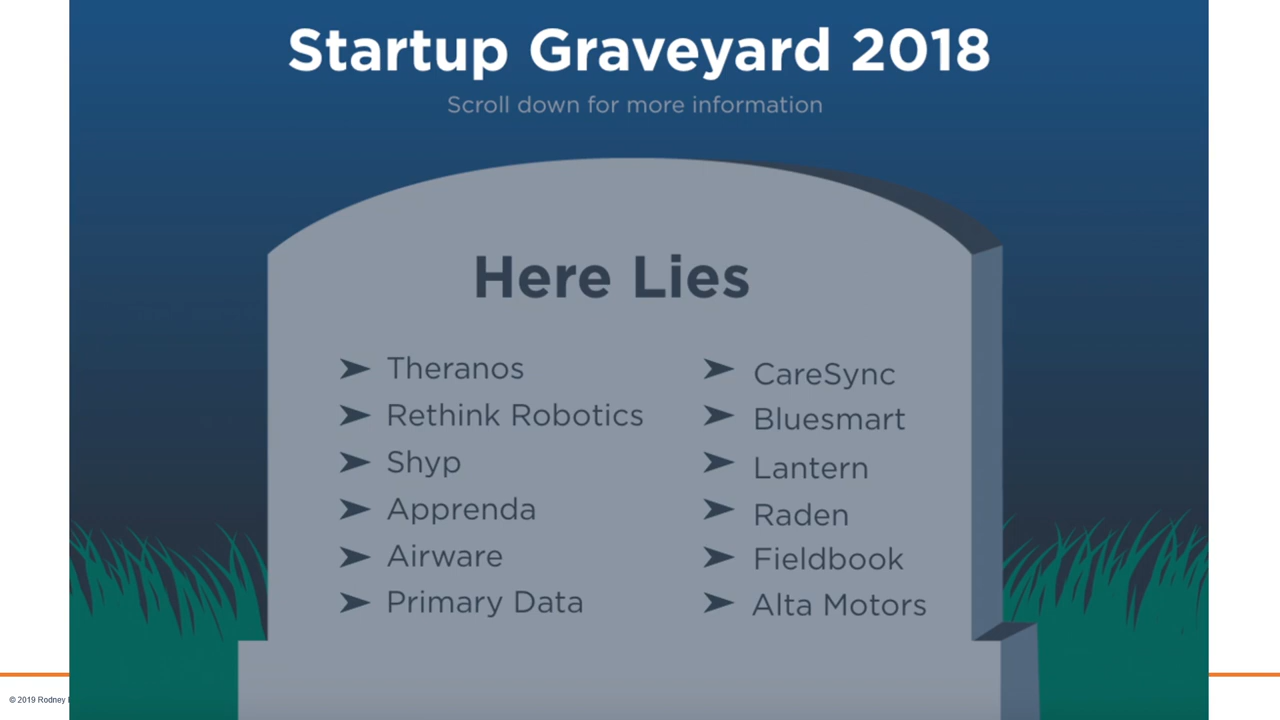 Startup Graveyard 2018
Scroll down for more information
Here Lies
Theranos
Rethink Robotics
Shyp
Apprenda
Airware
Primary Data
CareSync
Bluesmart
Lantern
Raden
Fieldbook
Alta Motors
© 2019 Rodney